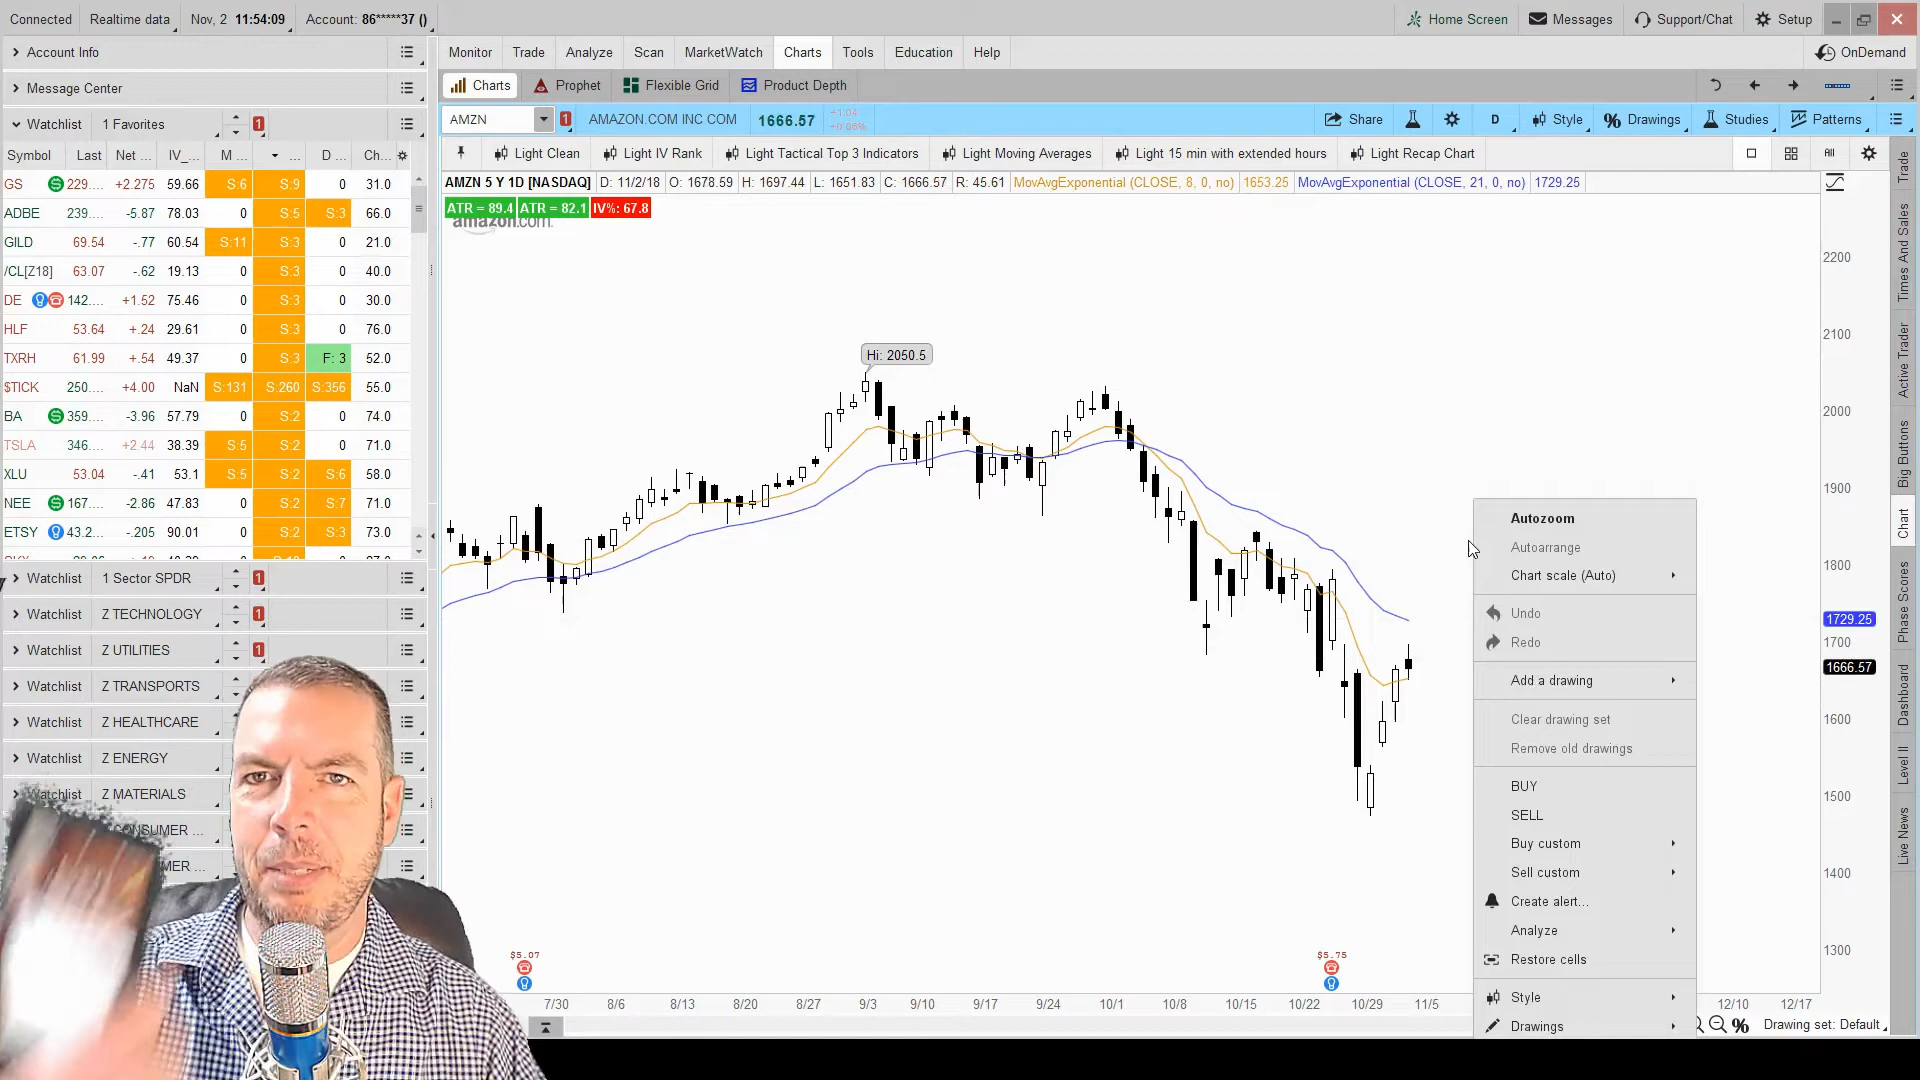 Connected Realtime data Nov, 2 11:54:09 Account: 86*****37 () Home Screen Messages Support/Chat Setup
Account Info
Message Center
Watchlist 1 Favorites 1
Symbol Last Net ... IV_... M ... ... D ... Ch...
GS 229.... +2.275 59.66 S:6 S:9 0 31.0
ADBE 239.... -5.87 78.03 0 S:5 S:3 66.0
GILD 69.54 -.77 60.54 S:11 S:3 0 21.0
/CL[Z18] 63.07 -.62 19.13 0 S:3 0 40.0
DE 142.... +1.52 75.46 0 S:3 0 30.0
HLF 53.64 +.24 29.61 0 S:3 0 76.0
TXRH 61.99 +.54 49.37 0 S:3 F: 3 52.0
$TICK 250.... +4.00 NaN S:131 S:260 S:356 55.0
BA 359.... -3.96 57.79 0 S:2 0 74.0
TSLA 346.... +2.44 38.39 S:5 S:2 0 71.0
XLU 53.04 -.41 53.1 S:5 S:2 S:6 58.0
NEE 167.... -2.86 47.83 0 S:2 S:7 71.0
ETSY 43.2... -.205 90.01 0 S:2 S:3 73.0
Watchlist 1 Sector SPDR 1
Watchlist Z TECHNOLOGY 1
Watchlist Z UTILITIES 1
Watchlist Z TRANSPORTS
Watchlist Z HEALTHCARE
Watchlist Z ENERGY
Watchlist Z MATERIALS
CONSUMER ...
MER ...
Monitor Trade Analyze Scan MarketWatch Charts Tools Education Help OnDemand
Charts Prophet Flexible Grid Product Depth
AMZN 1 AMAZON.COM INC COM 1666.57 +1.04 +0.06% Share D Style Drawings Studies Patterns
Light Clean Light IV Rank Light Tactical Top 3 Indicators Light Moving Averages Light 15 min with extended hours Light Recap Chart All
AMZN 5 Y 1D [NASDAQ] D: 11/2/18 O: 1678.59 H: 1697.44 L: 1651.83 C: 1666.57 R: 45.61 MovAvgExponential (CLOSE, 8, 0, no) 1653.25 MovAvgExponential (CLOSE, 21, 0, no) 1729.25
ATR = 89.4 ATR = 82.1 IV%: 67.8
amazon.com
Hi: 2050.5
2200
2100
2000
1900
1800
1729.25
1700
1666.57
1600
1500
1400
1300
Autozoom
Autoarrange
Chart scale (Auto)
Undo
Redo
Add a drawing
Clear drawing set
Remove old drawings
BUY
SELL
Buy custom
Sell custom
Create alert...
Analyze
Restore cells
Style
Drawings
$5.07 $5.75
7/30 8/6 8/13 8/20 8/27 9/3 9/10 9/17 9/24 10/1 10/8 10/15 10/22 10/29 11/5 12/10 12/17
Drawing set: Default
Trade
Times And Sales
Active Trader
Big Buttons
Chart
Phase Scores
Dashboard
Level II
Live News